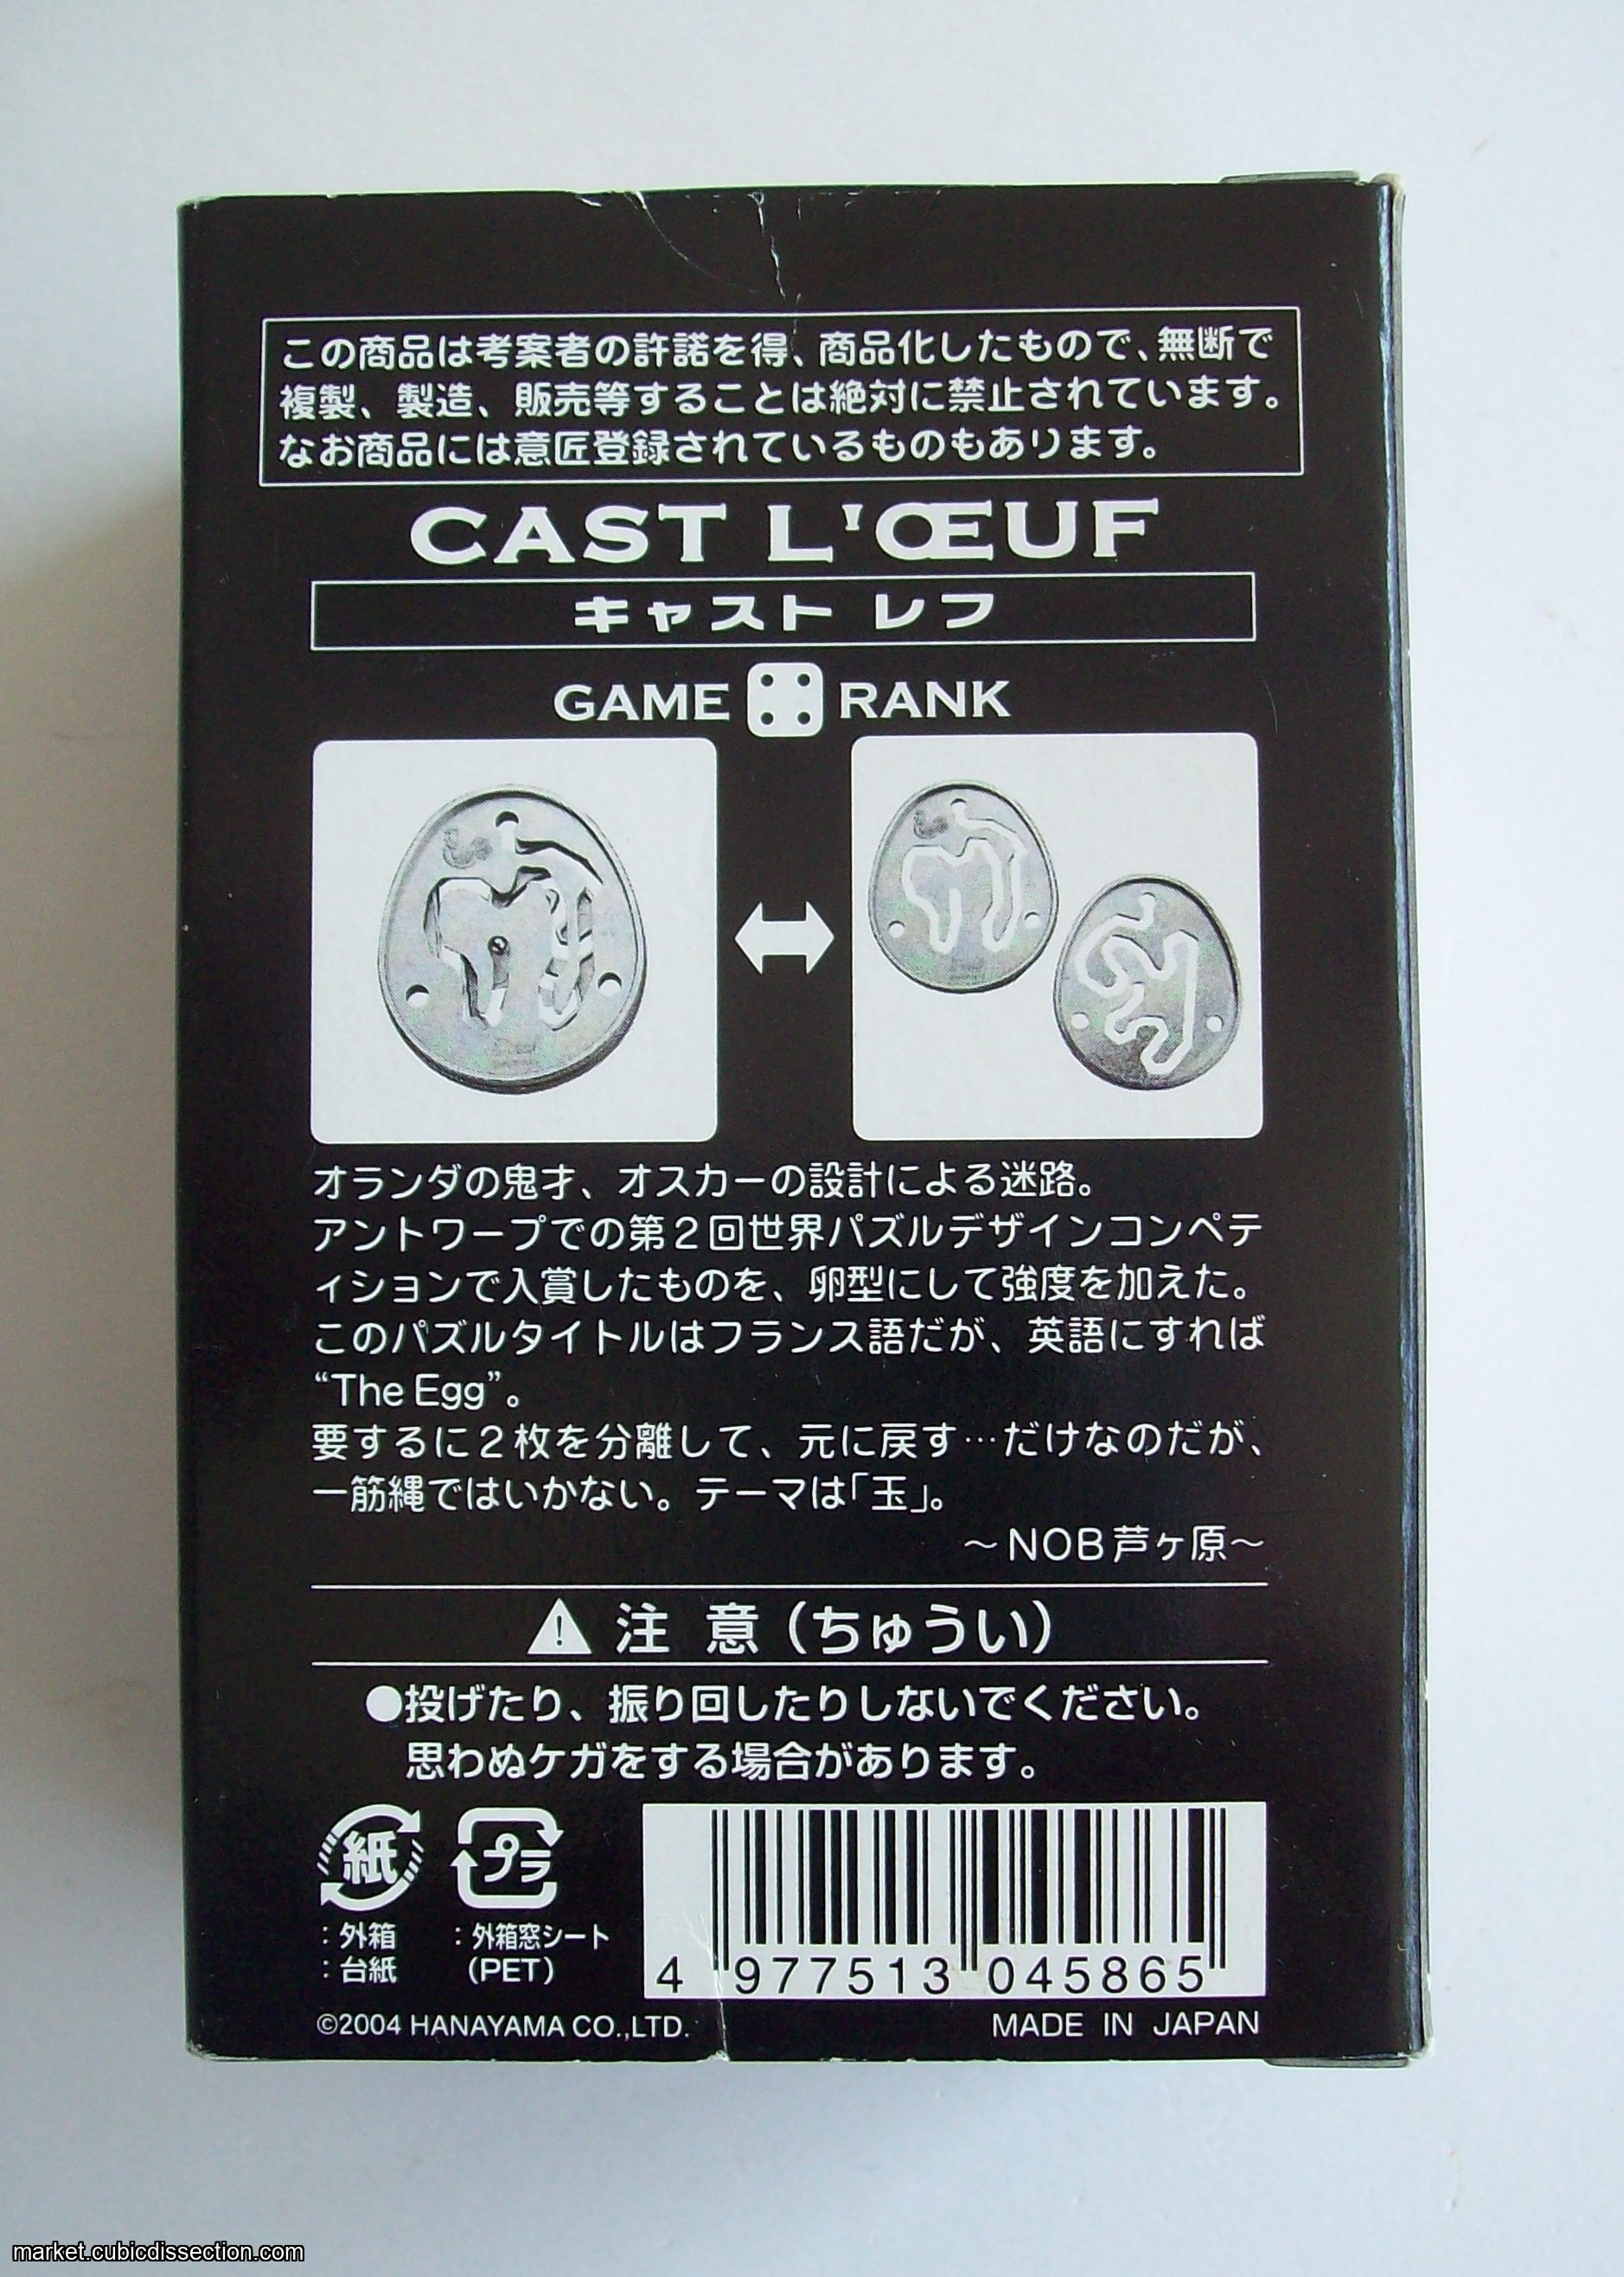 この商品は考案者の許諾を得、商品化したもので、無断で
複製、製造、販売等することは絶対に禁止されています。
なお商品には意匠登録されているものもあります。
CAST L'ŒUF
キャスト レフ
GAME RANK
オランダの鬼才、オスカーの設計による迷路。
アントワープでの第2回世界パズルデザインコンペテ
ィションで入賞したものを、卵型にして強度を加えた。
このパズルタイトルはフランス語だが、英語にすれば
“The Egg”。
要するに2枚を分離して、元に戻す…だけなのだが、
一筋縄ではいかない。テーマは「玉」。
～NOB芦ヶ原～
注 意（ちゅうい）
●投げたり、振り回したりしないでください。
思わぬケガをする場合があります。
紙 プラ
：外箱 ：外箱窓シート
：台紙 (PET)
4 977513 045865
©2004 HANAYAMA CO.,LTD. MADE IN JAPAN
market.cubicdissection.com